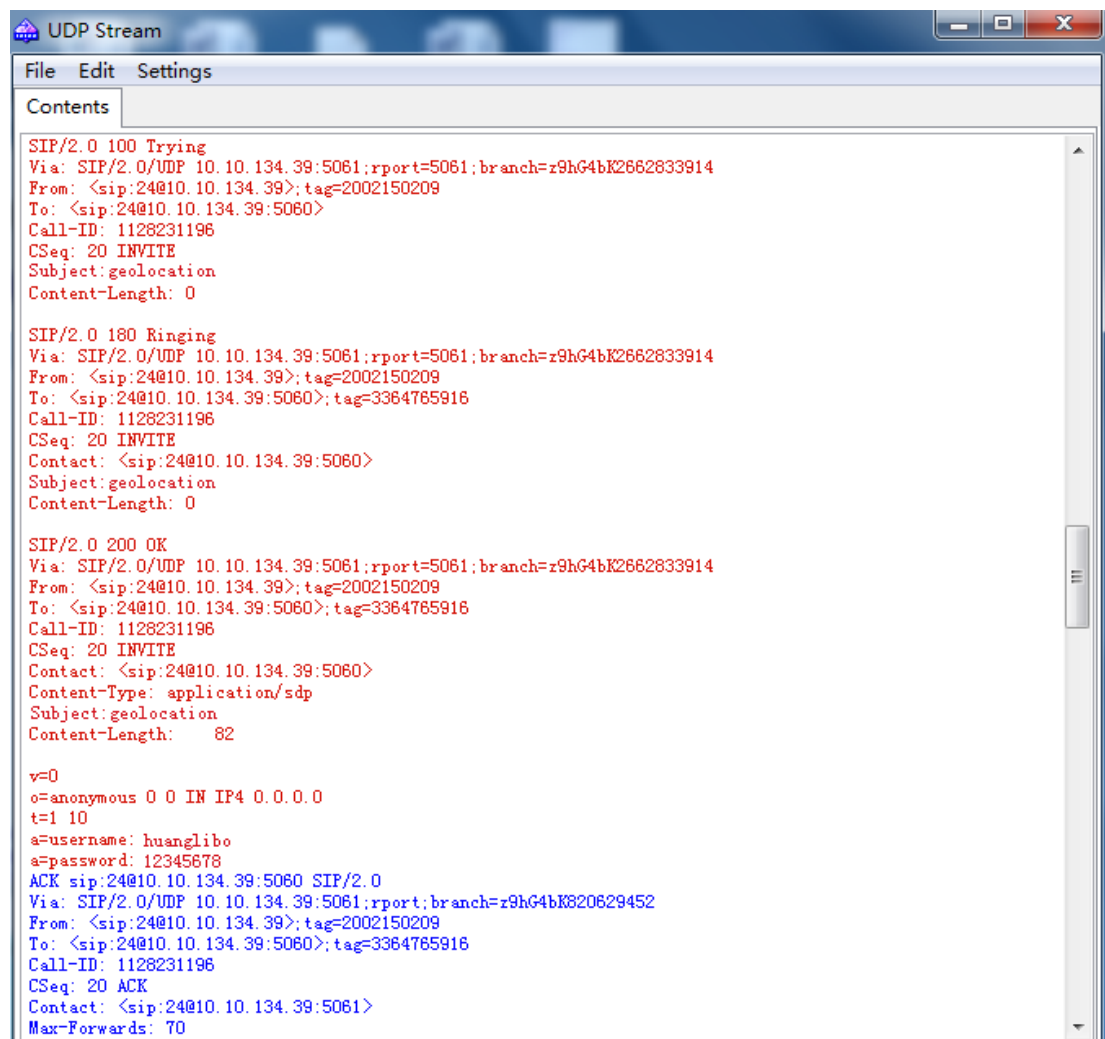 UDP Stream
File Edit Settings
Contents
SIP/2.0 100 Trying
Via: SIP/2.0/UDP 10.10.134.39:5061;rport=5061;branch=z9hG4bK2662833914
From: <sip:24@10.10.134.39>;tag=2002150209
To: <sip:24@10.10.134.39:5060>
Call-ID: 1128231196
CSeq: 20 INVITE
Subject:geolocation
Content-Length: 0
SIP/2.0 180 Ringing
Via: SIP/2.0/UDP 10.10.134.39:5061;rport=5061;branch=z9hG4bK2662833914
From: <sip:24@10.10.134.39>;tag=2002150209
To: <sip:24@10.10.134.39:5060>;tag=3364765916
Call-ID: 1128231196
CSeq: 20 INVITE
Contact: <sip:24@10.10.134.39:5060>
Subject:geolocation
Content-Length: 0
SIP/2.0 200 OK
Via: SIP/2.0/UDP 10.10.134.39:5061;rport=5061;branch=z9hG4bK2662833914
From: <sip:24@10.10.134.39>;tag=2002150209
To: <sip:24@10.10.134.39:5060>;tag=3364765916
Call-ID: 1128231196
CSeq: 20 INVITE
Contact: <sip:24@10.10.134.39:5060>
Content-Type: application/sdp
Subject:geolocation
Content-Length:    82
v=0
o=anonymous 0 0 IN IP4 0.0.0.0
t=1 10
a=username: huanglibo
a=password: 12345678
ACK sip:24@10.10.134.39:5060 SIP/2.0
Via: SIP/2.0/UDP 10.10.134.39:5061;rport;branch=z9hG4bK820629452
From: <sip:24@10.10.134.39>;tag=2002150209
To: <sip:24@10.10.134.39:5060>;tag=3364765916
Call-ID: 1128231196
CSeq: 20 ACK
Contact: <sip:24@10.10.134.39:5061>
Max-Forwards: 70